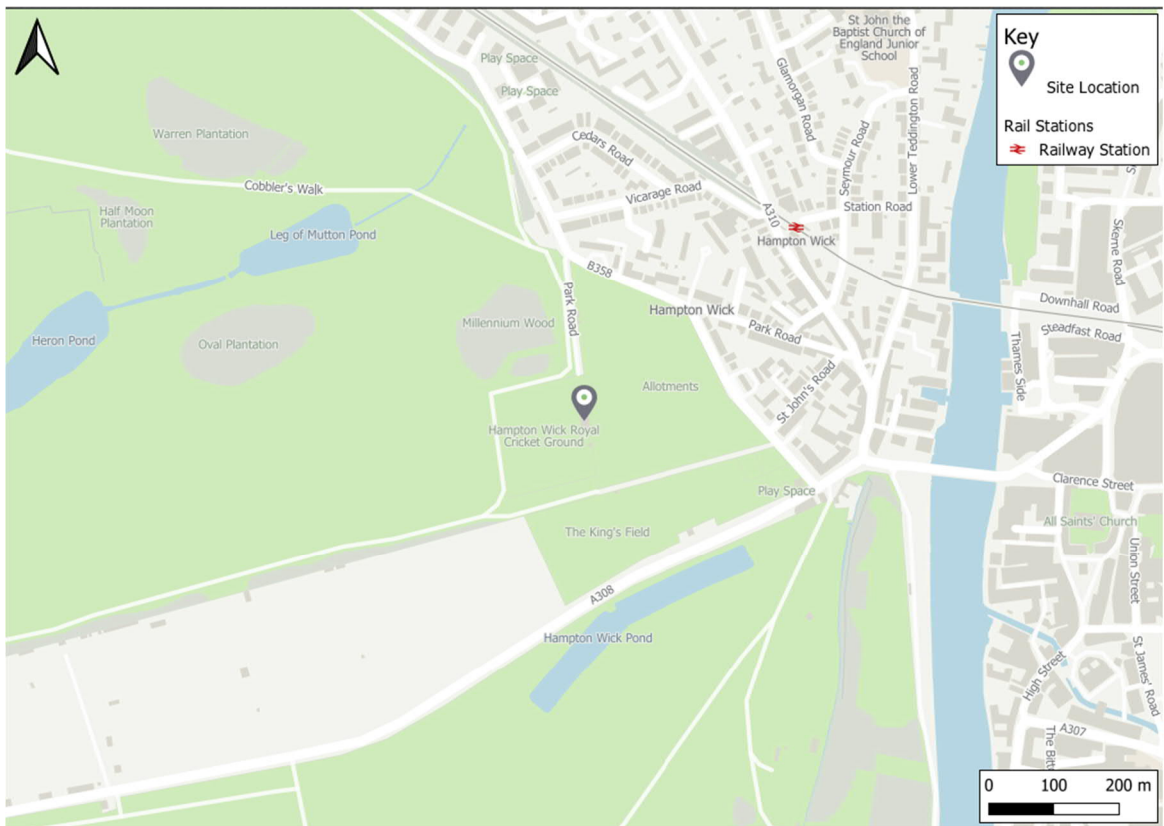 St John the
Baptist Church of
England Junior
School
Key
Site Location
Rail Stations
Railway Station
Play Space
Play Space
Glamorgan Road
Lower Teddington Road
Warren Plantation
Cedars Road
Seymour Road
Cobbler's Walk
Vicarage Road
Station Road
Half Moon
Plantation
A310
Skerne Road
Leg of Mutton Pond
Hampton Wick
B358
Park Road
Downhall Road
Hampton Wick
Millennium Wood
Park Road
Steadfast Road
Heron Pond
Oval Plantation
Thames Side
Allotments
St John's Road
Hampton Wick Royal
Cricket Ground
Clarence Street
Play Space
All Saints' Church
The King's Field
Union Street
A308
Hampton Wick Pond
High Street
St James' Road
A307
The Bitt
0 100 200 m